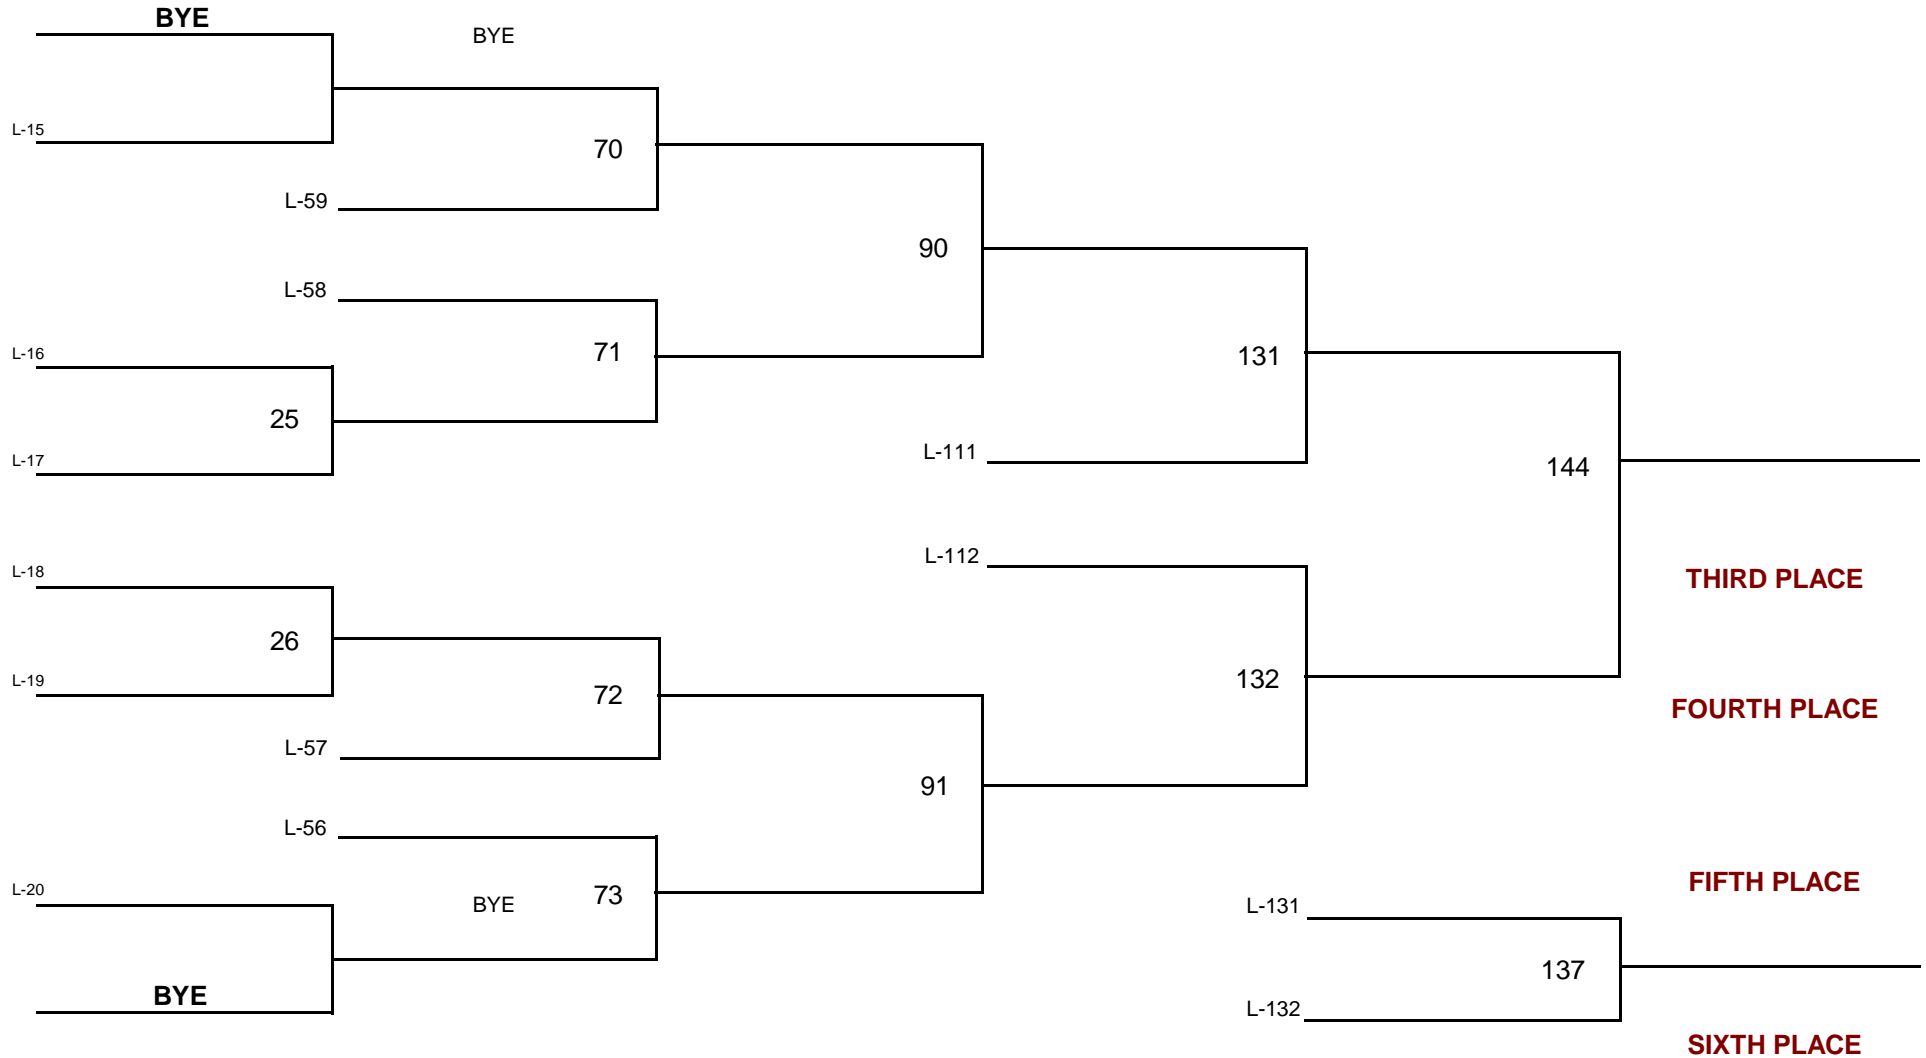 BYE
BYE
L-15
70
L-59
90
L-58
L-16
71
131
25
L-17
L-111
144
L-112
L-18
THIRD PLACE
26
L-19
132
72
FOURTH PLACE
L-57
91
L-56
FIFTH PLACE
L-20
BYE
73
L-131
137
BYE
L-132
SIXTH PLACE